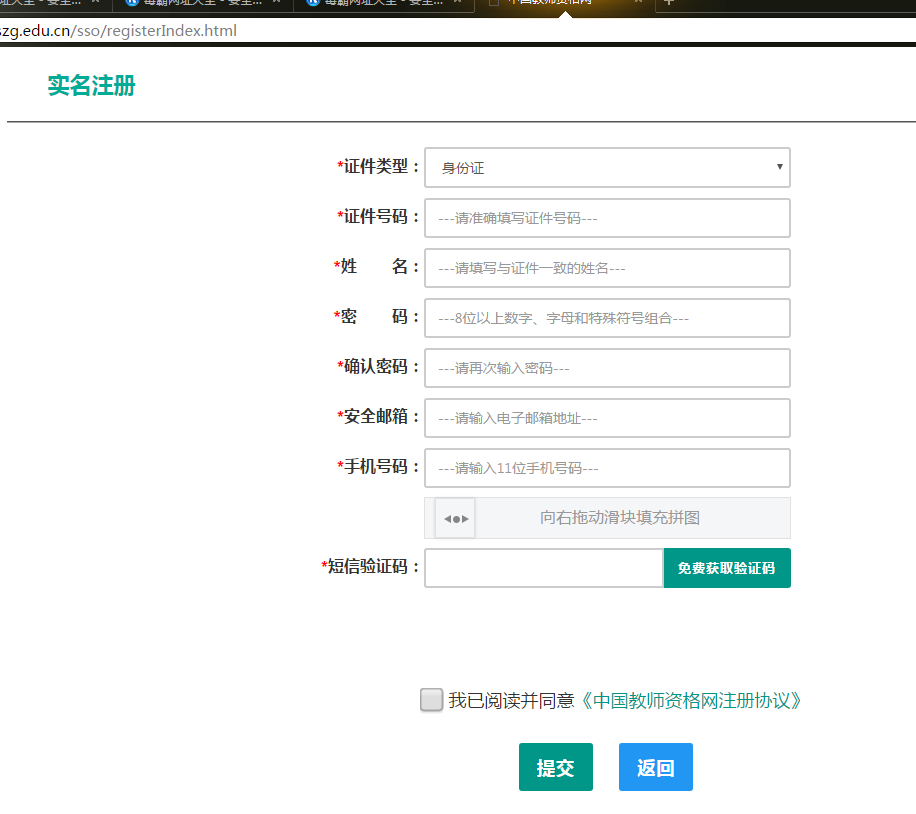 址大全 - 安全... ×
毒霸网址大全 - 安全... ×
毒霸网址大全 - 安全... ×
中国教师资格网 ×
szg.edu.cn/sso/registerIndex.html
实名注册
*证件类型： 身份证
*证件号码： ---请准确填写证件号码---
*姓 名： ---请填写与证件一致的姓名---
*密 码： ---8位以上数字、字母和特殊符号组合---
*确认密码： ---请再次输入密码---
*安全邮箱： ---请输入电子邮箱地址---
*手机号码： ---请输入11位手机号码---
向右拖动滑块填充拼图
*短信验证码： 免费获取验证码
我已阅读并同意《中国教师资格网注册协议》
提交 返回